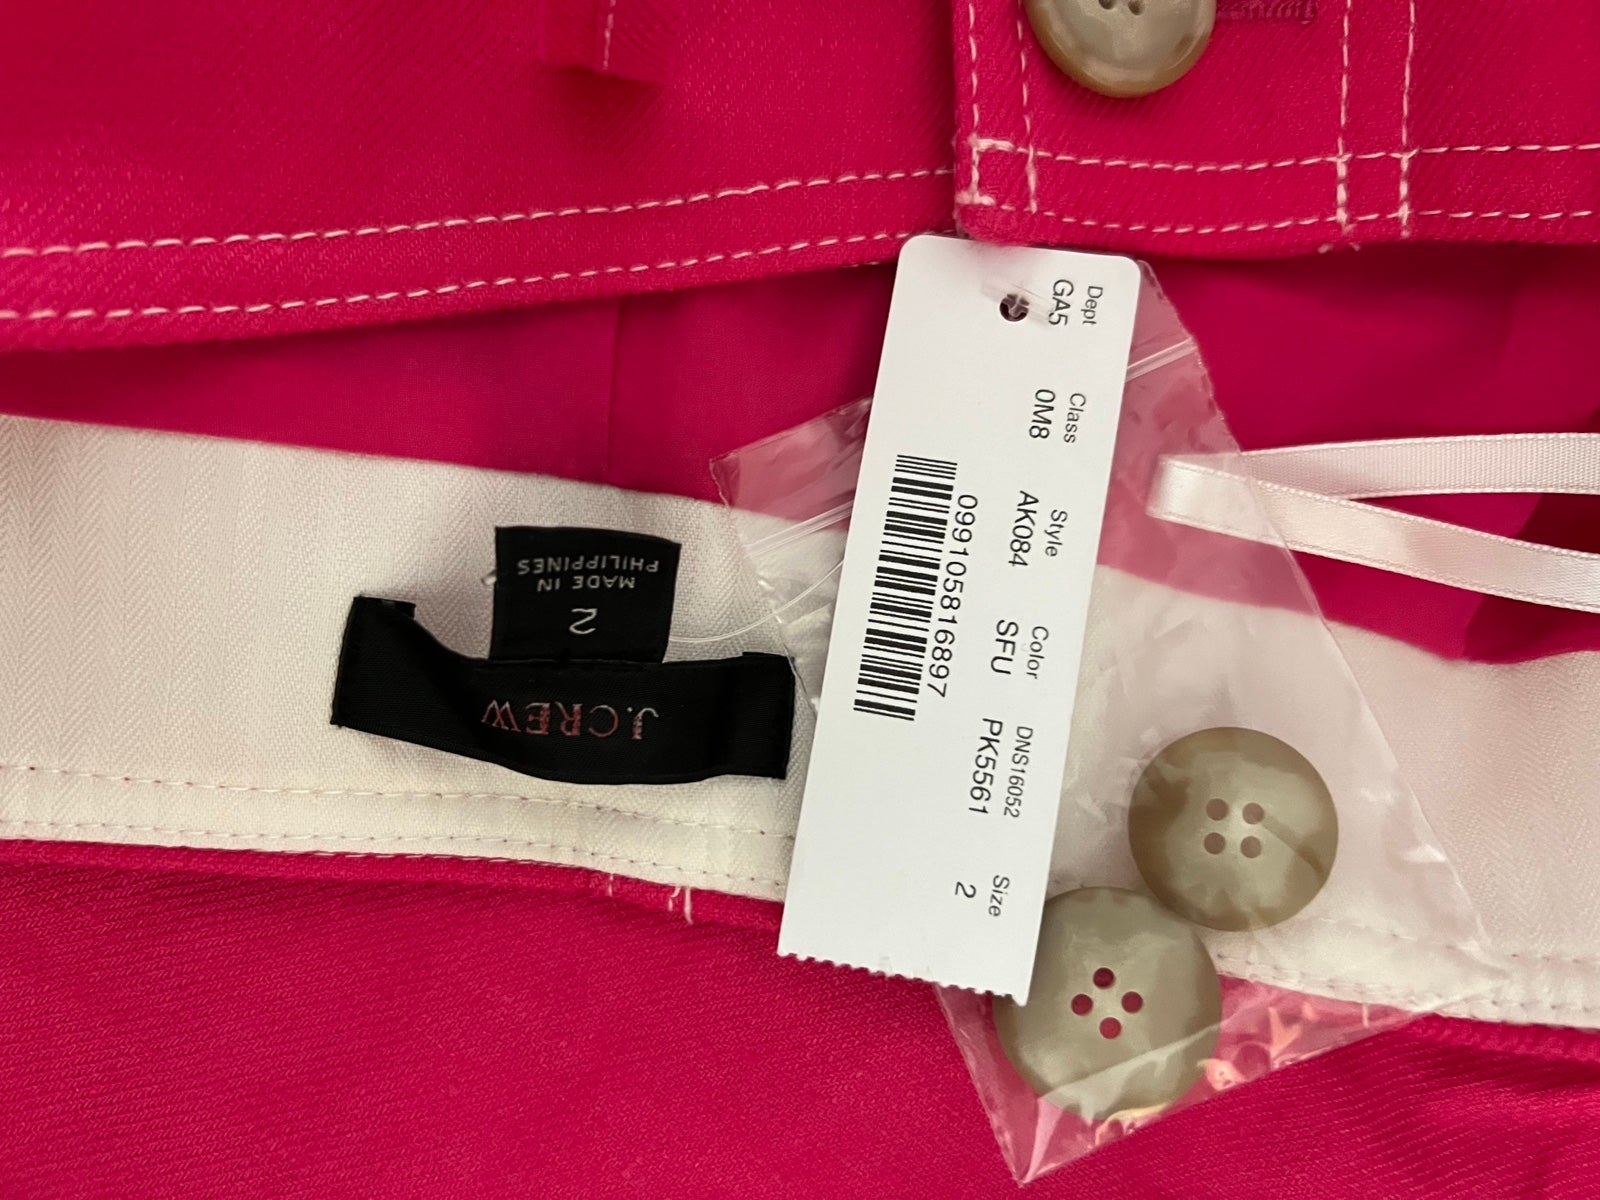 Dept Class Style Color DNS16052 Size
GA5 0M8 AK084 SFU PK5561 2
099105816897
J.CREW
2
MADE IN
PHILIPPINES